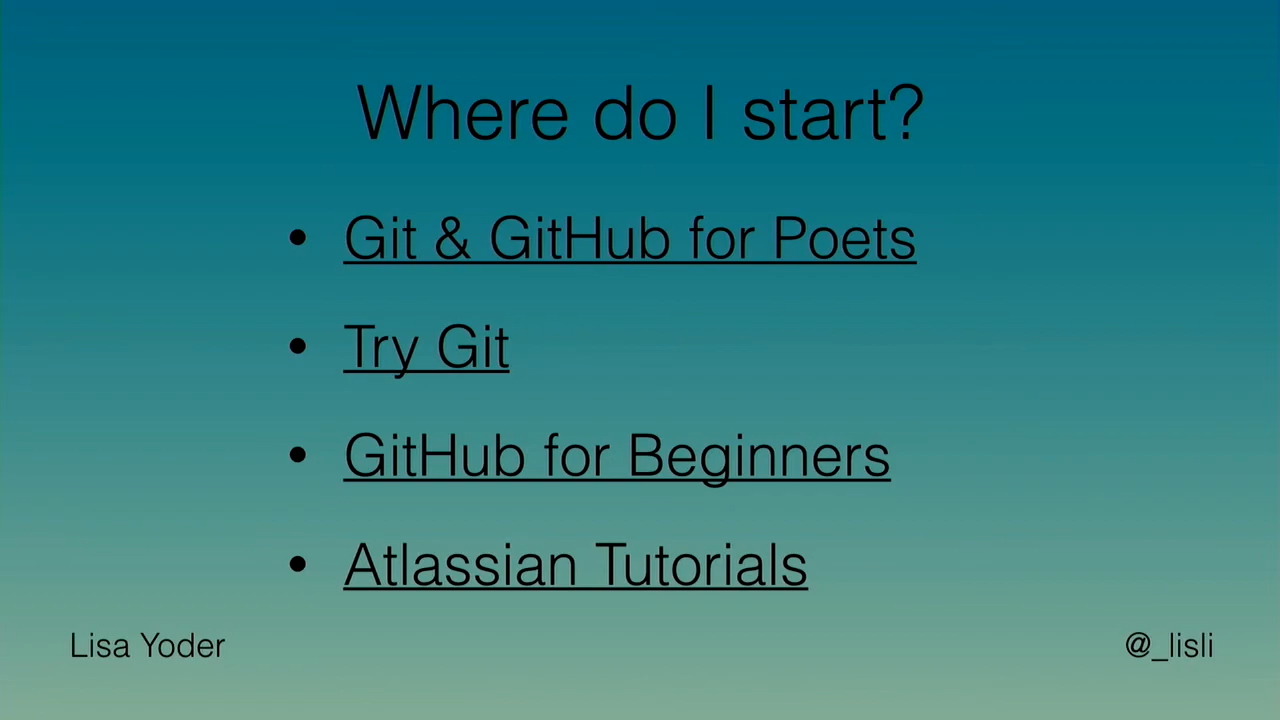 Where do I start?
• Git & GitHub for Poets
• Try Git
• GitHub for Beginners
• Atlassian Tutorials
Lisa Yoder
@_lisli